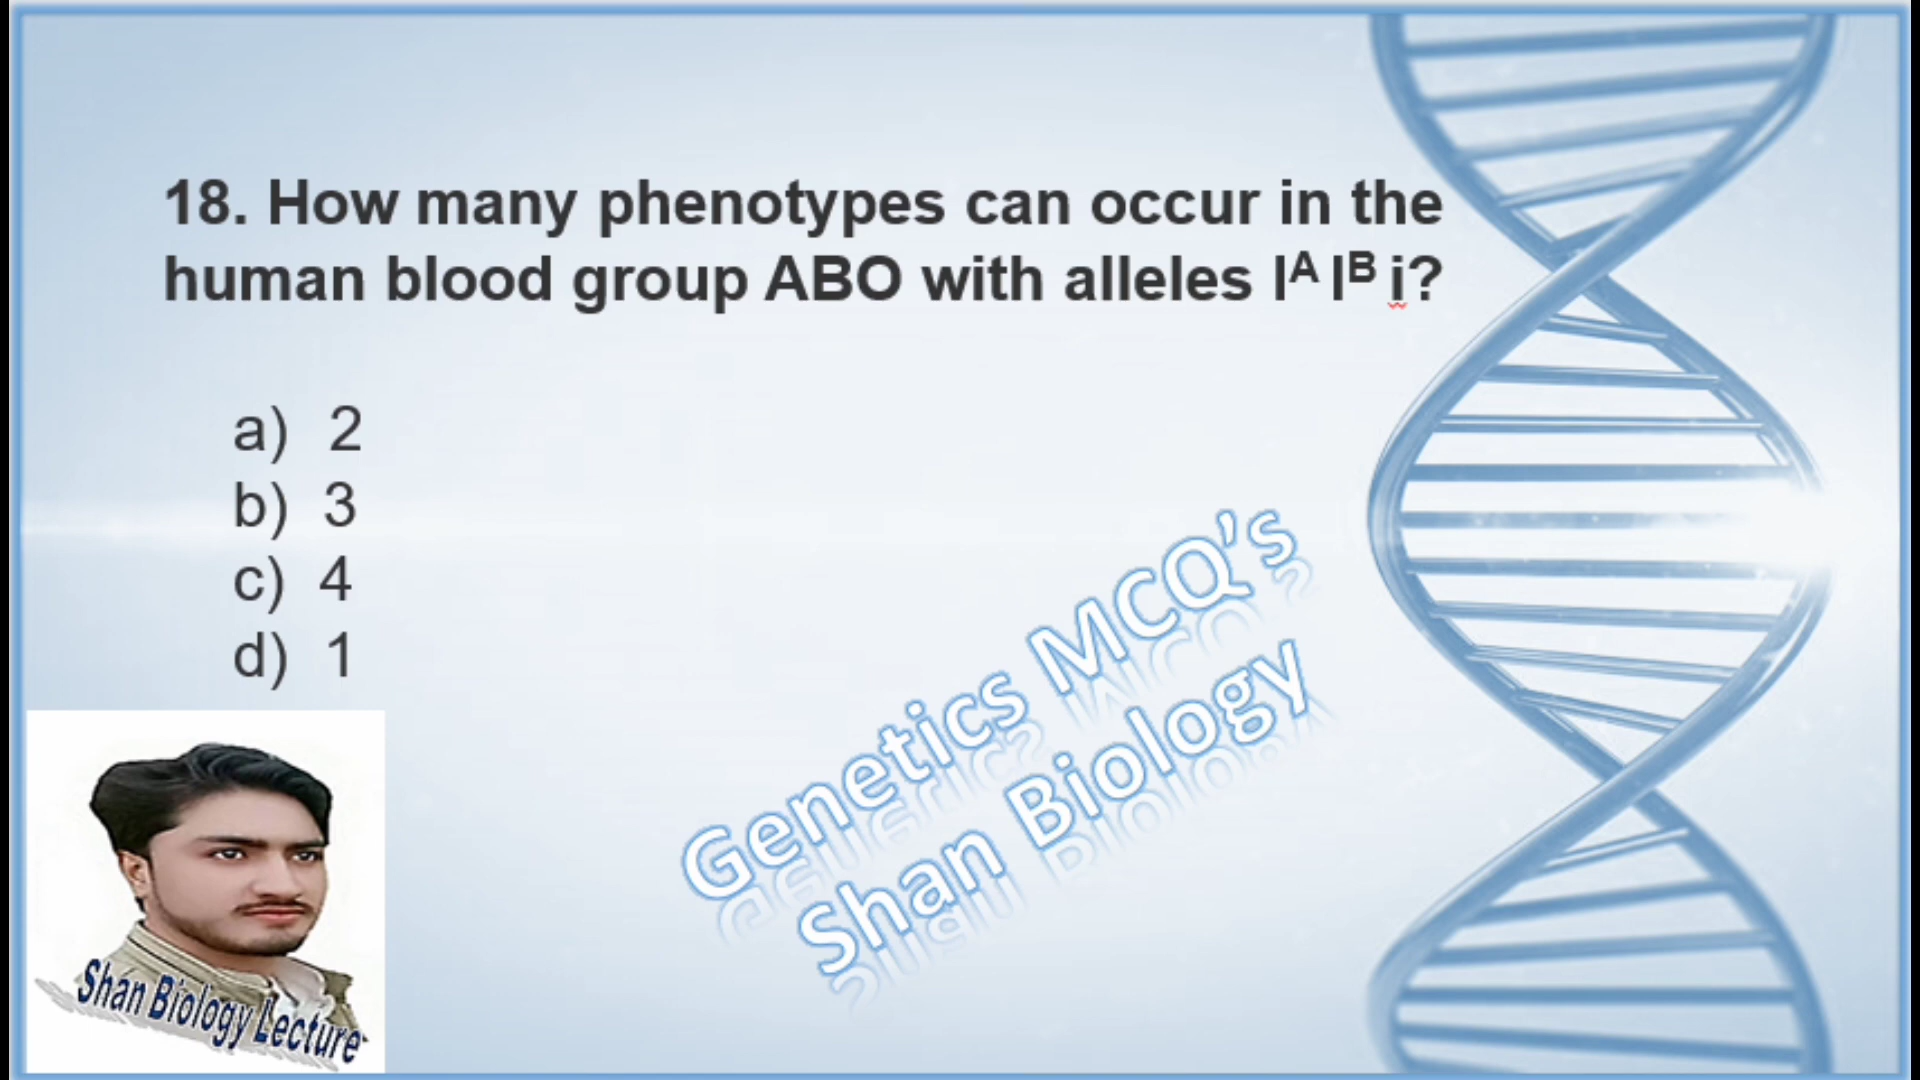 18. How many phenotypes can occur in the
human blood group ABO with alleles Iᴬ Iᴮ i?
a) 2
b) 3
c) 4
d) 1
Genetics MCQ's
Shan Biology
Shan Biology Lecture